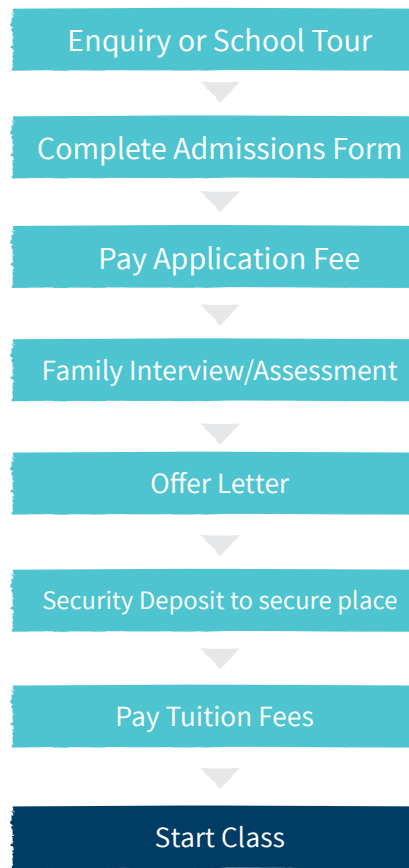 Enquiry or School Tour
Complete Admissions Form
Pay Application Fee
Family Interview/Assessment
Offer Letter
Security Deposit to secure place
Pay Tuition Fees
Start Class